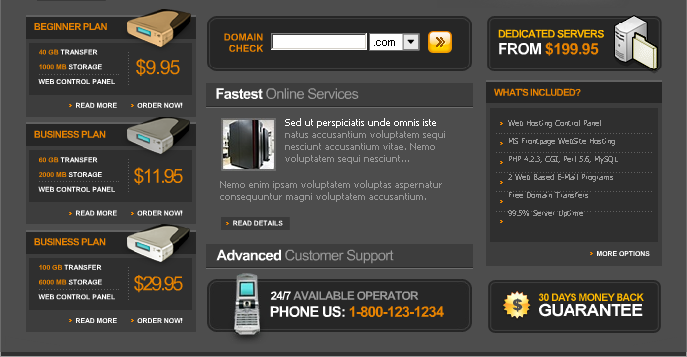 BEGINNER PLAN
40 GB TRANSFER
1000 MB STORAGE
WEB CONTROL PANEL
$9.95
READ MORE
ORDER NOW!
BUSINESS PLAN
60 GB TRANSFER
2000 MB STORAGE
WEB CONTROL PANEL
$11.95
READ MORE
ORDER NOW!
BUSINESS PLAN
100 GB TRANSFER
6000 MB STORAGE
WEB CONTROL PANEL
$29.95
READ MORE
ORDER NOW!
DOMAIN
CHECK
.com
Fastest Online Services
Sed ut perspiciatis unde omnis iste
natus accusantium voluptatem sequi
nesciunt accusantium vitae. Nemo
voluptatem sequi nesciunt...
Nemo enim ipsam voluptatem voluptas aspernatur
consequuntur magni voluptatem accusantium.
READ DETAILS
Advanced Customer Support
24/7 AVAILABLE OPERATOR
PHONE US: 1-800-123-1234
DEDICATED SERVERS
FROM $199.95
WHAT'S INCLUDED?
Web Hosting Control Panel
MS Frontpage WebSite Hosting
PHP 4.2.3, CGI, Perl 5.6, MySQL
2 Web Based E-Mail Programs
Free Domain Transfers
99.5% Server Uptime
MORE OPTIONS
30 DAYS MONEY BACK
GUARANTEE